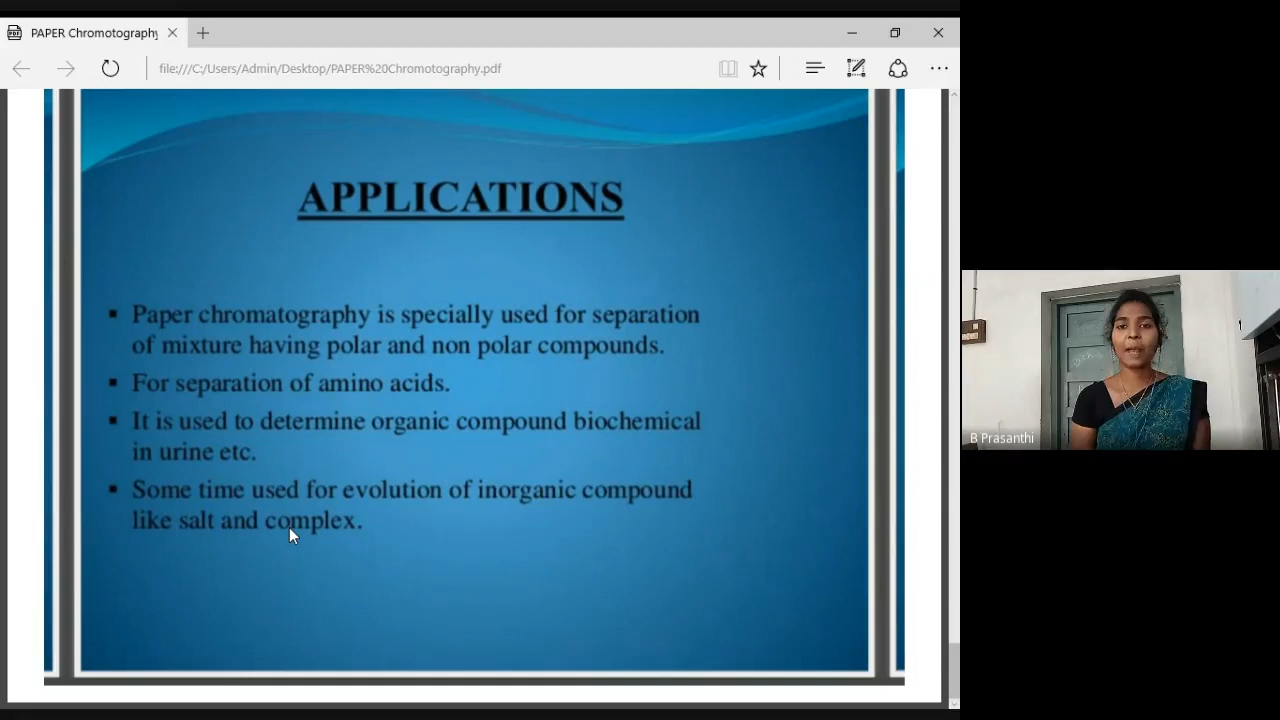 PAPER Chromotography
file:///C:/Users/Admin/Desktop/PAPER%20Chromotography.pdf
APPLICATIONS
▪ Paper chromatography is specially used for separation
of mixture having polar and non polar compounds.
▪ For separation of amino acids.
▪ It is used to determine organic compound biochemical
in urine etc.
▪ Some time used for evolution of inorganic compound
like salt and complex.
B Prasanthi